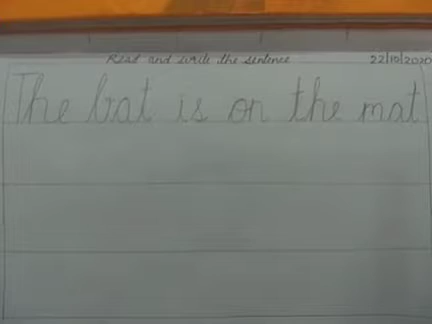 Read and write the sentence 22/10/2020
The bat is on the mat